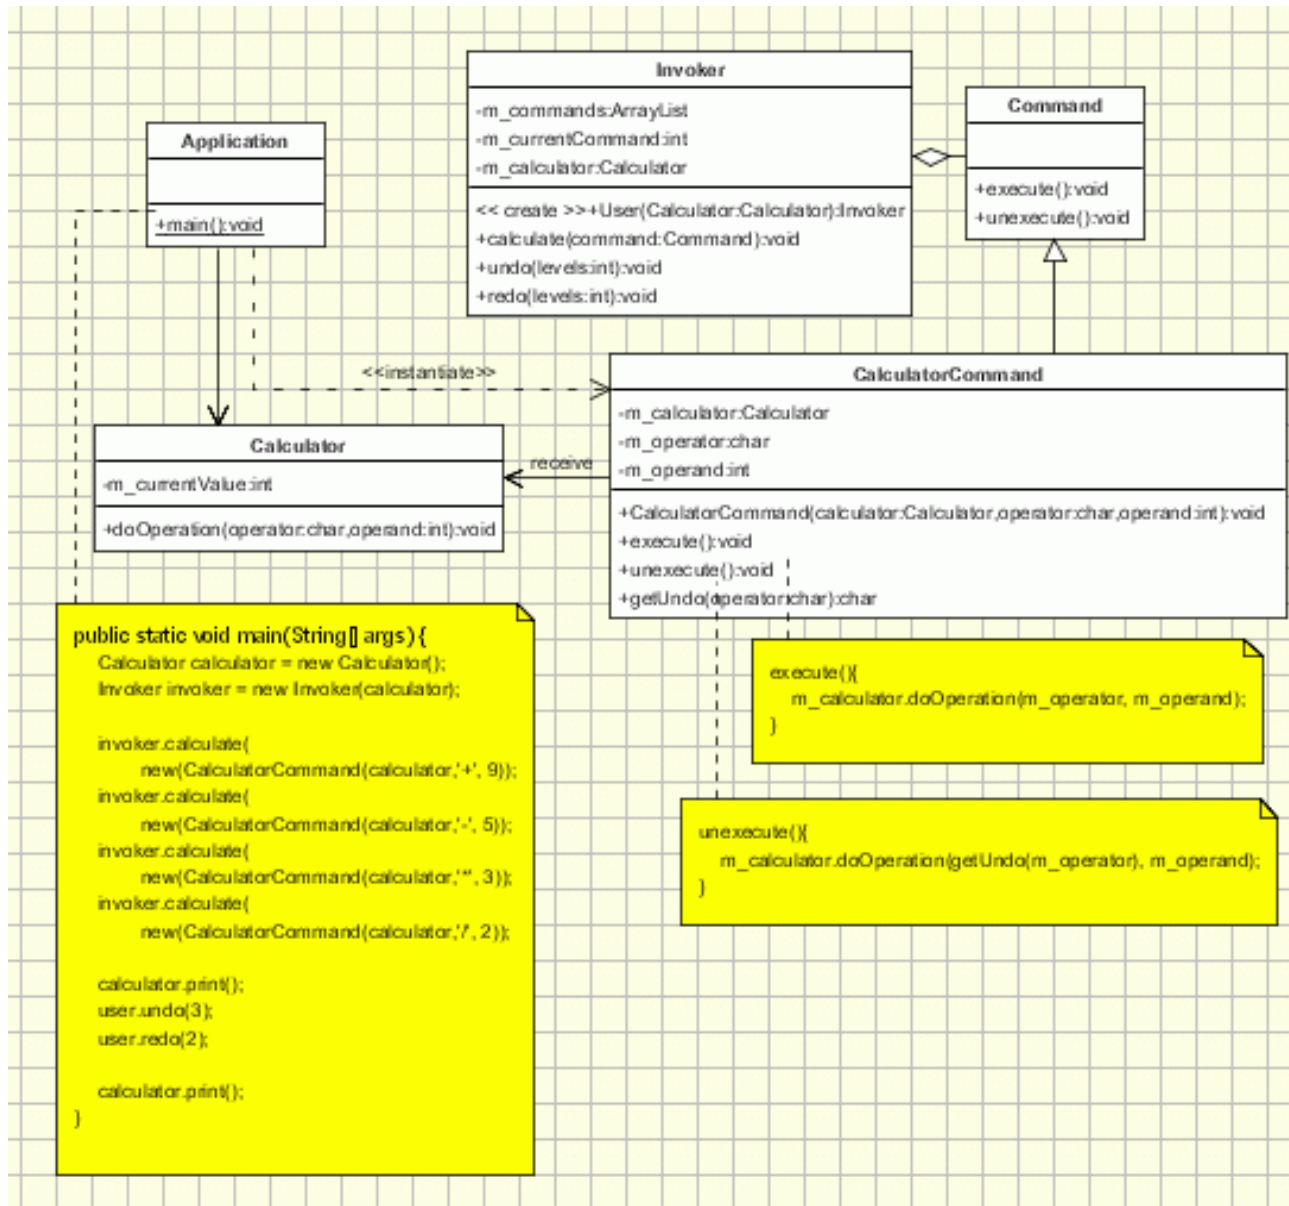 Invoker
-m_commands:ArrayList
-m_currentCommand:int
-m_calculator:Calculator
<< create >>+User(Calculator:Calculator):Invoker
+calculate(command:Command):void
+undo(levels:int):void
+redo(levels:int):void
Command
+execute():void
+unexecute():void
Application
+main():void
<<instantiate>>
CalculatorCommand
-m_calculator:Calculator
-m_operator:char
-m_operand:int
+CalculatorCommand(calculator:Calculator,operator:char,operand:int):void
+execute():void
+unexecute():void
+getUndo(operator:char):char
receive
Calculator
-m_currentValue:int
+doOperation(operator:char,operand:int):void
public static void main(String[] args){
Calculator calculator = new Calculator();
Invoker invoker = new Invoker(calculator);
invoker.calculate(
new(CalculatorCommand(calculator,'+', 9));
invoker.calculate(
new(CalculatorCommand(calculator,'-', 5));
invoker.calculate(
new(CalculatorCommand(calculator,'*', 3));
invoker.calculate(
new(CalculatorCommand(calculator,'/', 2));
calculator.print();
user.undo(3);
user.redo(2);
calculator.print();
}
execute(){
m_calculator.doOperation(m_operator, m_operand);
}
unexecute(){
m_calculator.doOperation(getUndo(m_operator), m_operand);
}